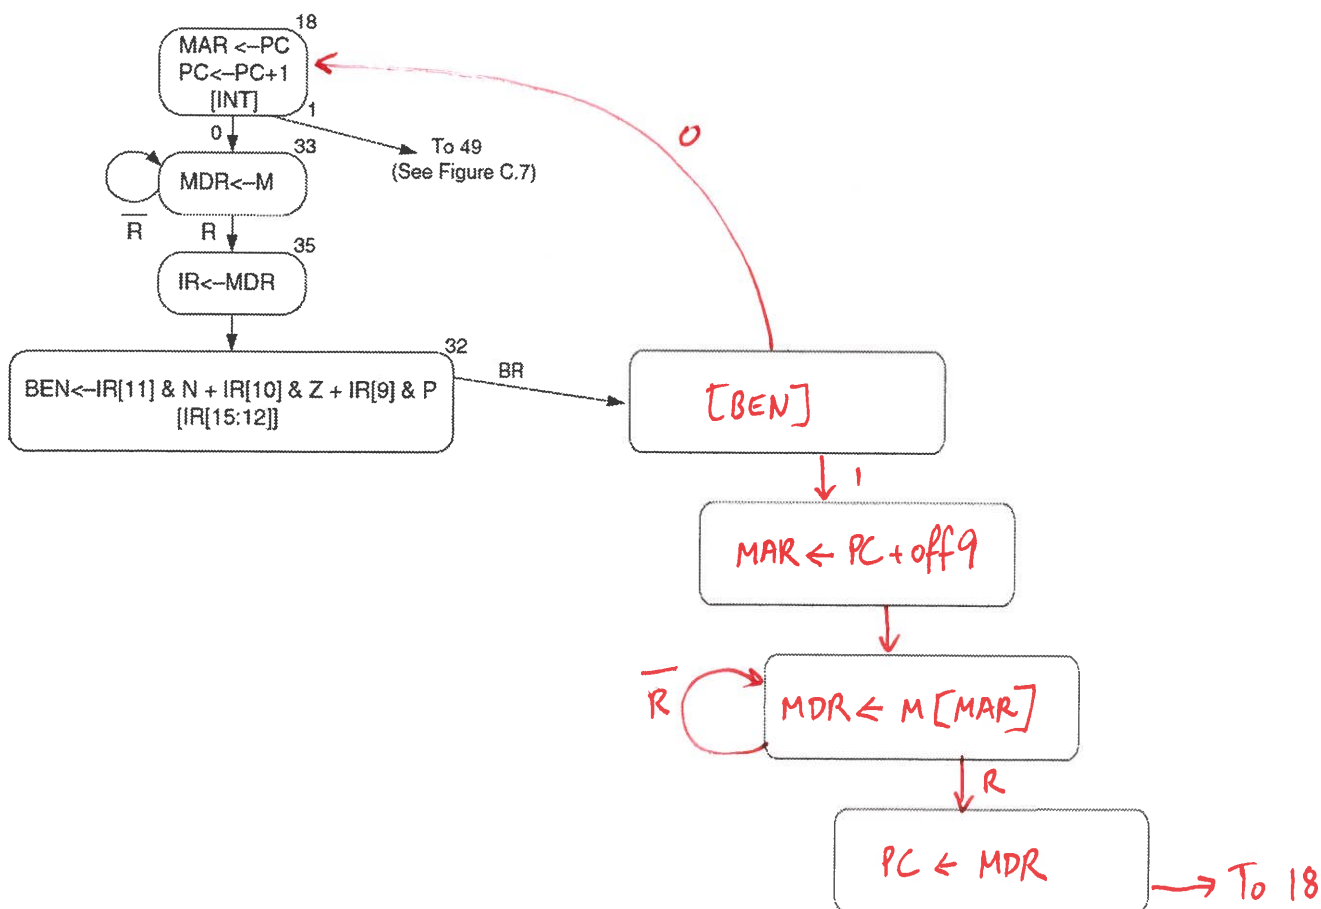 18
MAR <–PC
PC<–PC+1
[INT]
1
0
To 49
(See Figure C.7)
33
MDR<–M
R̅
R
35
IR<–MDR
32
BEN<–IR[11] & N + IR[10] & Z + IR[9] & P
[IR[15:12]]
BR
0
[BEN]
1
MAR ← PC + off9
R̅
MDR ← M [MAR]
R
PC ← MDR
To 18